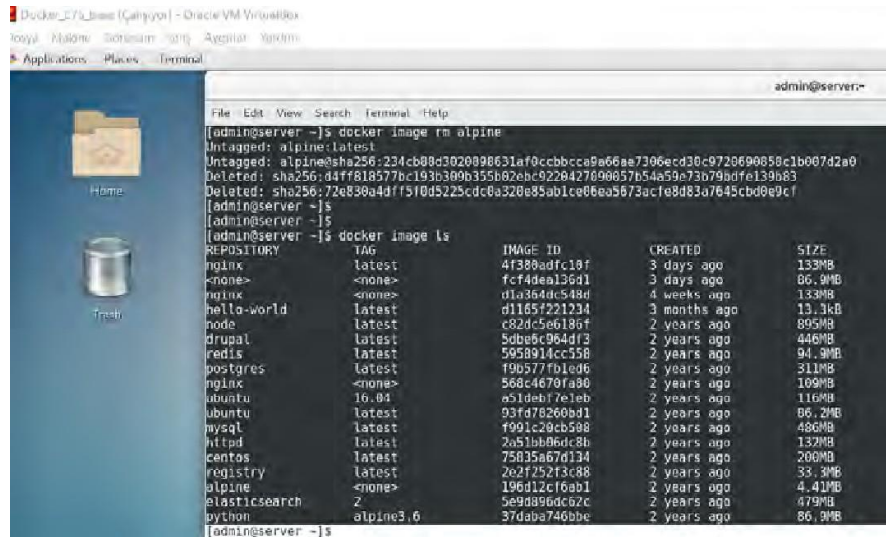 Docker_C7S_base [Çalışıyor] - Oracle VM VirtualBox
Applications Places Terminal
admin@server:~
File Edit View Search Terminal Help
Home
Trash
[admin@server ~]$ docker image rm alpine
Untagged: alpine:latest
Untagged: alpine@sha256:
Deleted: sha256:
Deleted: sha256:
[admin@server ~]$
[admin@server ~]$
[admin@server ~]$ docker image ls
REPOSITORY TAG IMAGE ID CREATED SIZE
nginx latest 4f380adfc10f 3 days ago 133MB
<none> <none> fcf4dea136d1 3 days ago 86.9MB
nginx <none> d1a364dc548d 4 weeks ago 133MB
hello-world latest d1165f221234 3 months ago 13.3kB
node latest c82dc5e6186f 2 years ago 895MB
drupal latest 5dbe6c964df3 2 years ago 446MB
redis latest 5958914cc558 2 years ago 94.9MB
postgres latest f9b577fb1ed6 2 years ago 311MB
nginx <none> 568c4670fa80 2 years ago 109MB
ubuntu 16.04 a51debf7e1eb 2 years ago 116MB
ubuntu latest 93fd78260bd1 2 years ago 86.2MB
mysql latest f991c20cb508 2 years ago 486MB
httpd latest 2a51bb06dc8b 2 years ago 132MB
centos latest 75835a67d134 2 years ago 200MB
registry latest 2e2f252f3c88 2 years ago 33.3MB
alpine <none> 196d12cf6ab1 2 years ago 4.41MB
elasticsearch 2 5e9d896dc62c 2 years ago 479MB
python alpine3.6 37daba746bbe 2 years ago 86.9MB
[admin@server ~]$